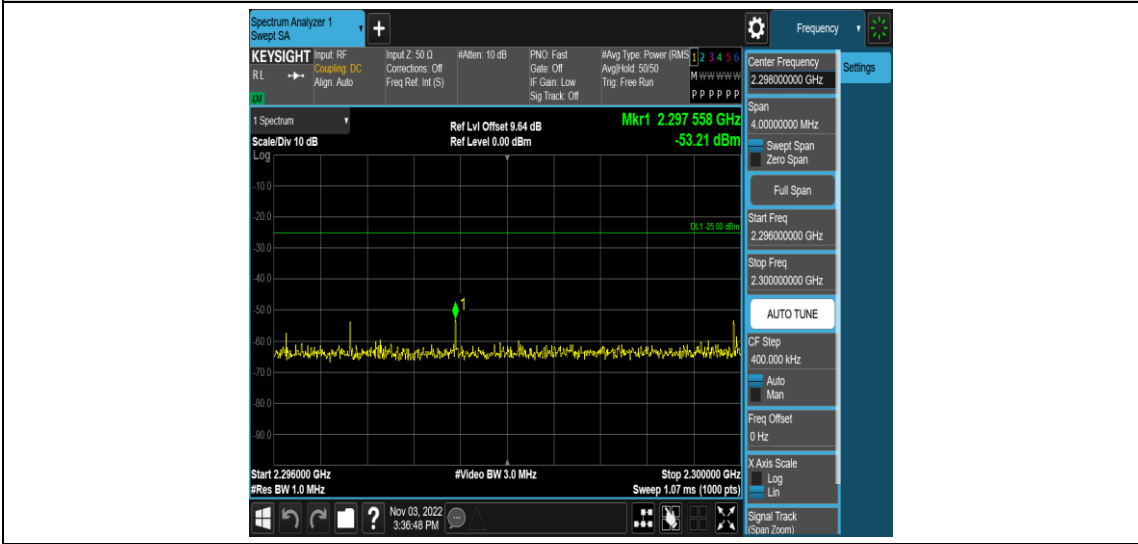 Spectrum Analyzer 1
Swept SA
+
Frequency
KEYSIGHT
RL
LXI
Input: RF
Coupling: DC
Align: Auto
Input Z: 50 Ω
Corrections: Off
Freq Ref: Int (S)
#Atten: 10 dB
PNO: Fast
Gate: Off
IF Gain: Low
Sig Track: Off
#Avg Type: Power (RMS
Avg|Hold: 50/50
Trig: Free Run
1 2 3 4 5 6
M W W W W W
P P P P P P
1 Spectrum
Scale/Div 10 dB
Log
Ref Lvl Offset 9.64 dB
Ref Level 0.00 dBm
Mkr1 2.297 558 GHz
-53.21 dBm
-10.0
-20.0
DL1 -25.00 dBm
-30.0
-40.0
-50.0
1
-60.0
-70.0
-80.0
-90.0
Start 2.296000 GHz
#Video BW 3.0 MHz
Stop 2.300000 GHz
#Res BW 1.0 MHz
Sweep 1.07 ms (1000 pts)
?
Nov 03, 2022
3:36:48 PM
Center Frequency
2.298000000 GHz
Settings
Span
4.00000000 MHz
Swept Span
Zero Span
Full Span
Start Freq
2.296000000 GHz
Stop Freq
2.300000000 GHz
AUTO TUNE
CF Step
400.000 kHz
Auto
Man
Freq Offset
0 Hz
X Axis Scale
Log
Lin
Signal Track
(Span Zoom)